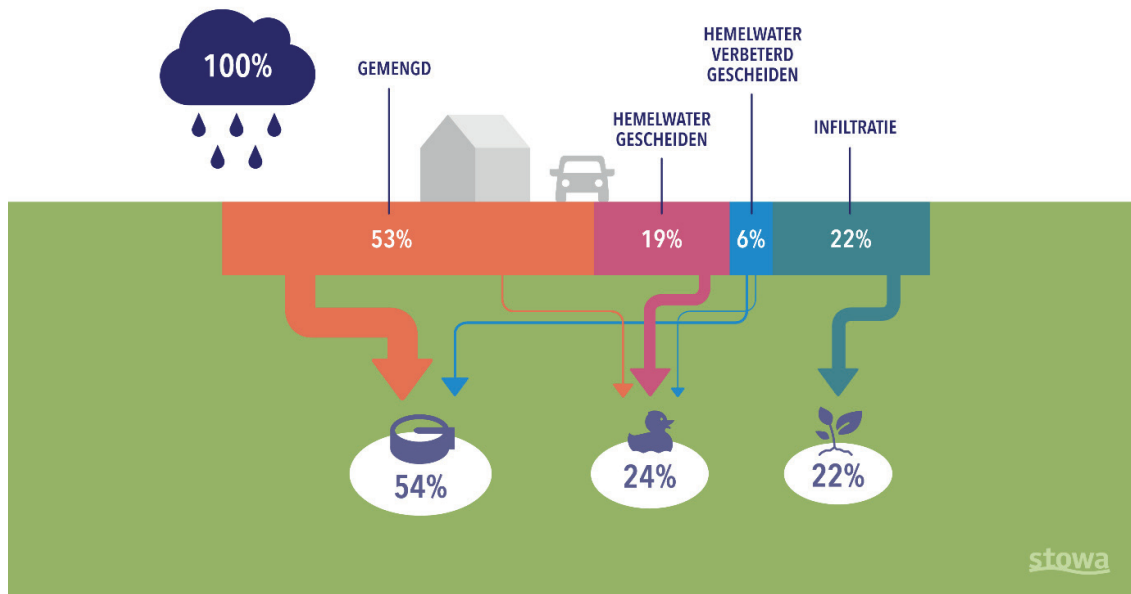 100%
GEMENGD
HEMELWATER
GESCHEIDEN
HEMELWATER
VERBETERD
GESCHEIDEN
INFILTRATIE
53%
19%
6%
22%
54%
24%
22%
stowa